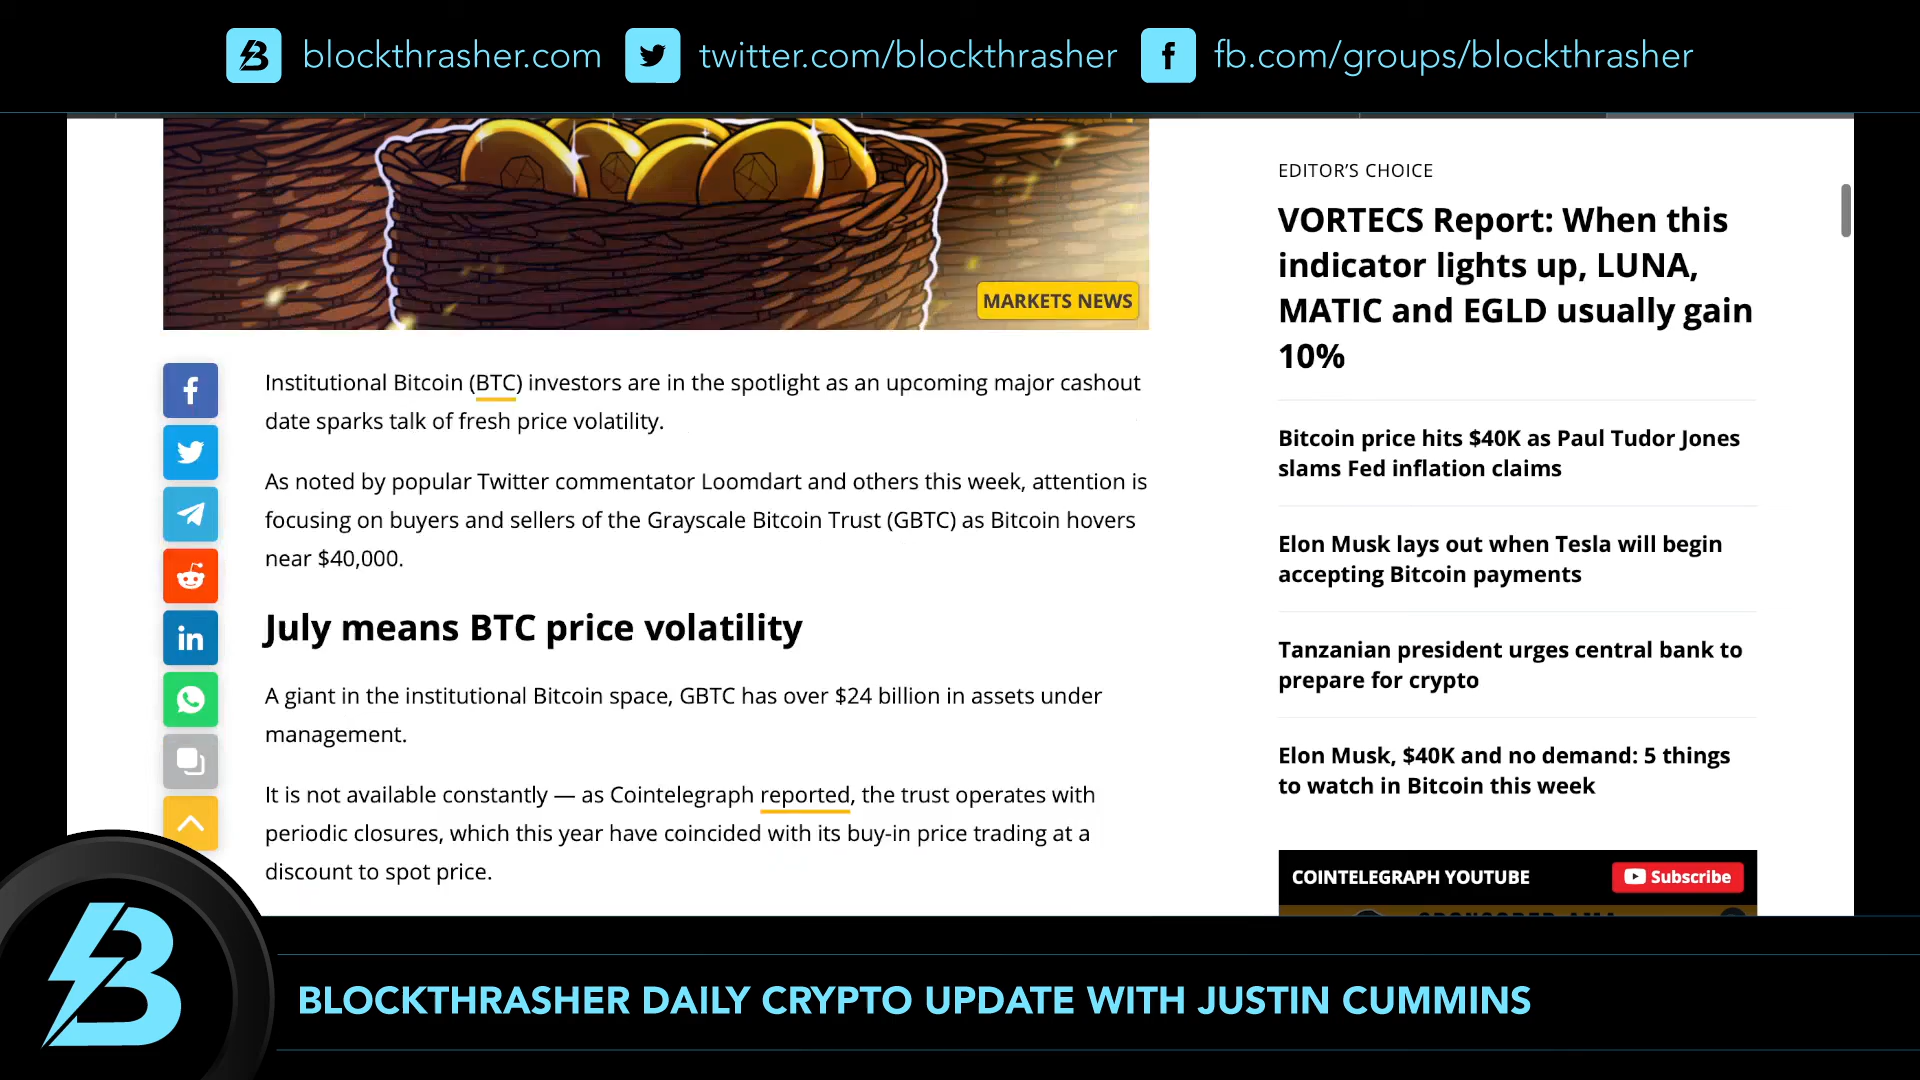 blockthrasher.com twitter.com/blockthrasher fb.com/groups/blockthrasher
MARKETS NEWS
Institutional Bitcoin (BTC) investors are in the spotlight as an upcoming major cashout
date sparks talk of fresh price volatility.
As noted by popular Twitter commentator Loomdart and others this week, attention is
focusing on buyers and sellers of the Grayscale Bitcoin Trust (GBTC) as Bitcoin hovers
near $40,000.
July means BTC price volatility
A giant in the institutional Bitcoin space, GBTC has over $24 billion in assets under
management.
It is not available constantly — as Cointelegraph reported, the trust operates with
periodic closures, which this year have coincided with its buy-in price trading at a
discount to spot price.
EDITOR'S CHOICE
VORTECS Report: When this
indicator lights up, LUNA,
MATIC and EGLD usually gain
10%
Bitcoin price hits $40K as Paul Tudor Jones
slams Fed inflation claims
Elon Musk lays out when Tesla will begin
accepting Bitcoin payments
Tanzanian president urges central bank to
prepare for crypto
Elon Musk, $40K and no demand: 5 things
to watch in Bitcoin this week
COINTELEGRAPH YOUTUBE Subscribe
BLOCKTHRASHER DAILY CRYPTO UPDATE WITH JUSTIN CUMMINS